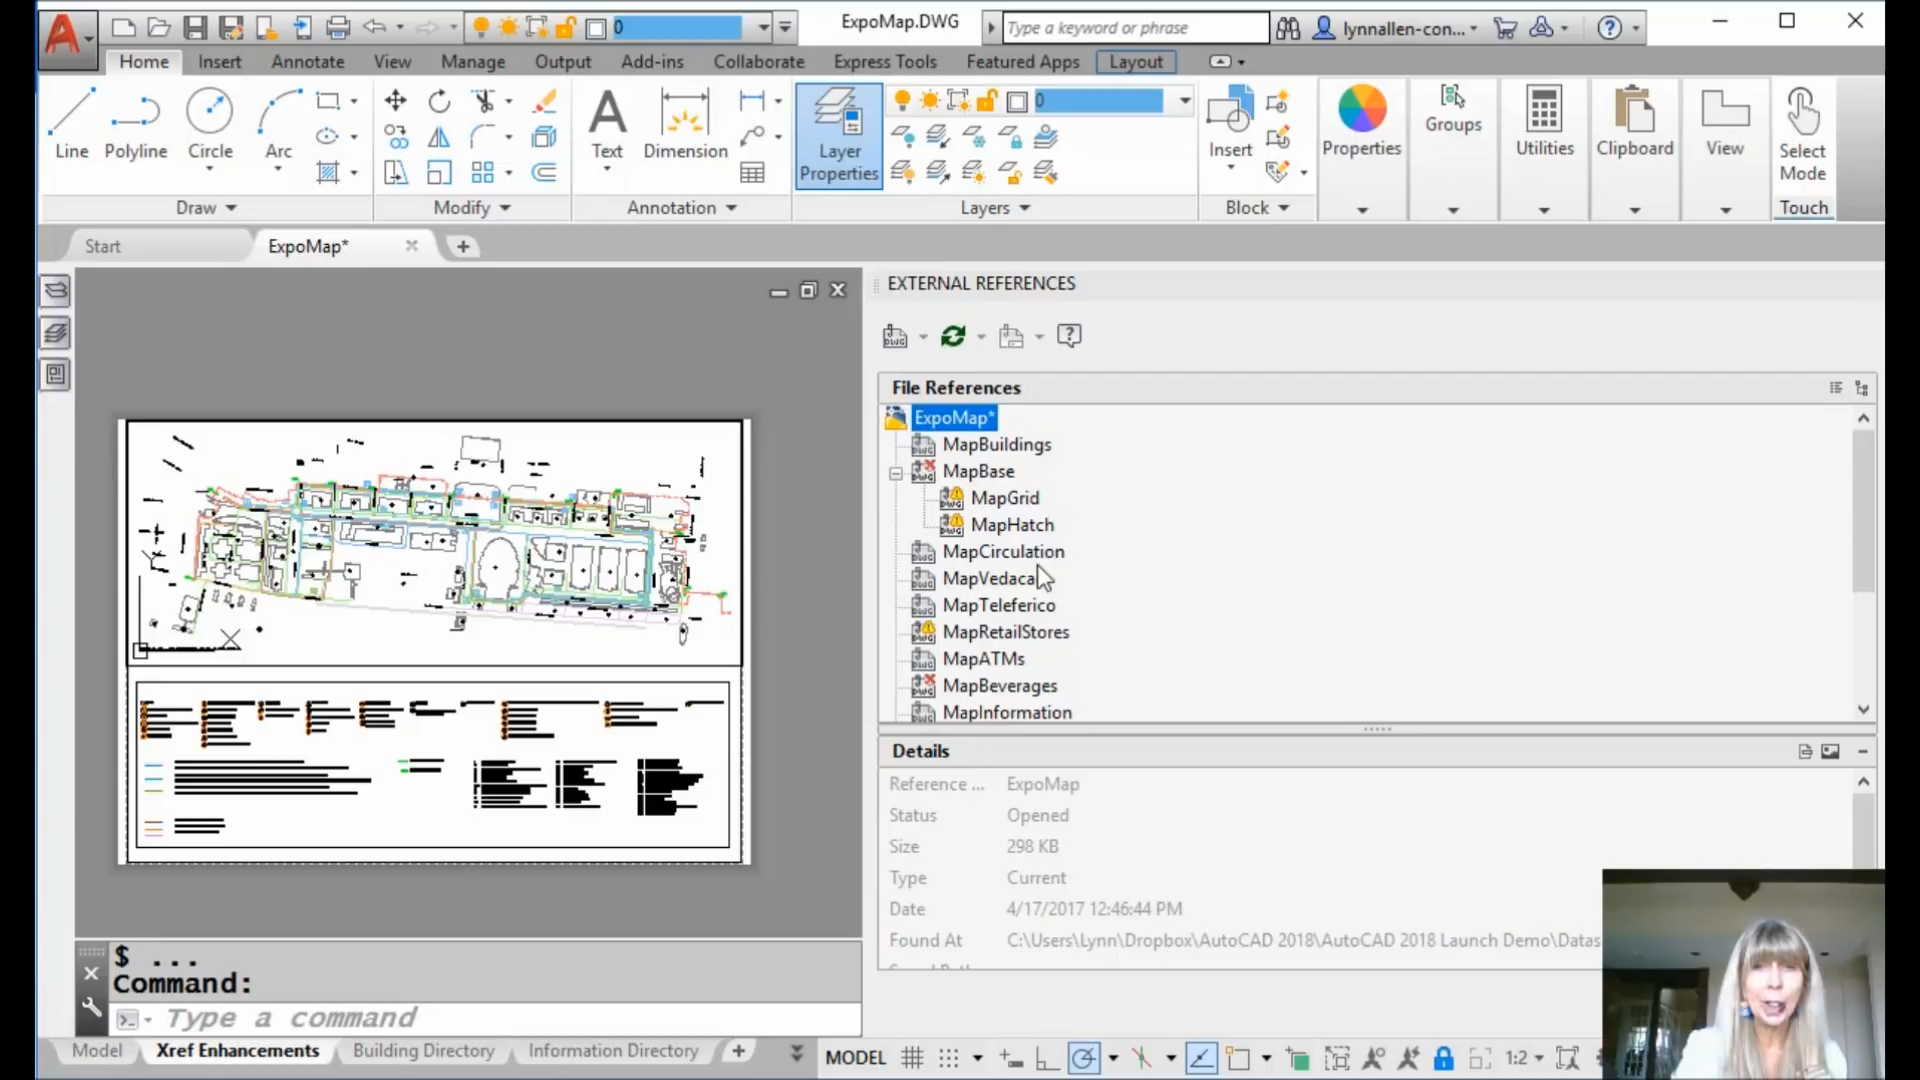 A
0
ExpoMap.DWG
Type a keyword or phrase
lynnallen-con...
Home
Insert
Annotate
View
Manage
Output
Add-ins
Collaborate
Express Tools
Featured Apps
Layout
Line
Polyline
Circle
Arc
Text
Dimension
Layer Properties
0
Insert
Properties
Groups
Utilities
Clipboard
View
Select Mode
Draw
Modify
Annotation
Layers
Block
Touch
Start
ExpoMap*
EXTERNAL REFERENCES
File References
ExpoMap*
MapBuildings
MapBase
MapGrid
MapHatch
MapCirculation
MapVedaca
MapTeleferico
MapRetailStores
MapATMs
MapBeverages
MapInformation
Details
Reference ... ExpoMap
Status Opened
Size 298 KB
Type Current
Date 4/17/2017 12:46:44 PM
Found At C:\Users\Lynn\Dropbox\AutoCAD 2018\AutoCAD 2018 Launch Demo\Datas
$ ...
Command:
Type a command
Model
Xref Enhancements
Building Directory
Information Directory
MODEL
1:2